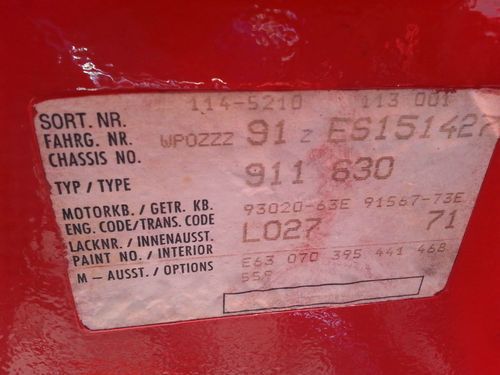 SORT. NR. 114-5210 113 001
FAHRG. NR. WPOZZZ 91 Z ES151427
CHASSIS NO.
TYP / TYPE 911 630
MOTORKB. / GETR. KB. 93020-63E 91567-73E
ENG. CODE/TRANS. CODE
LACKNR. / INNENAUSST. L027 71
PAINT NO. / INTERIOR
M - AUSST. / OPTIONS E63 070 395 441 468
55F